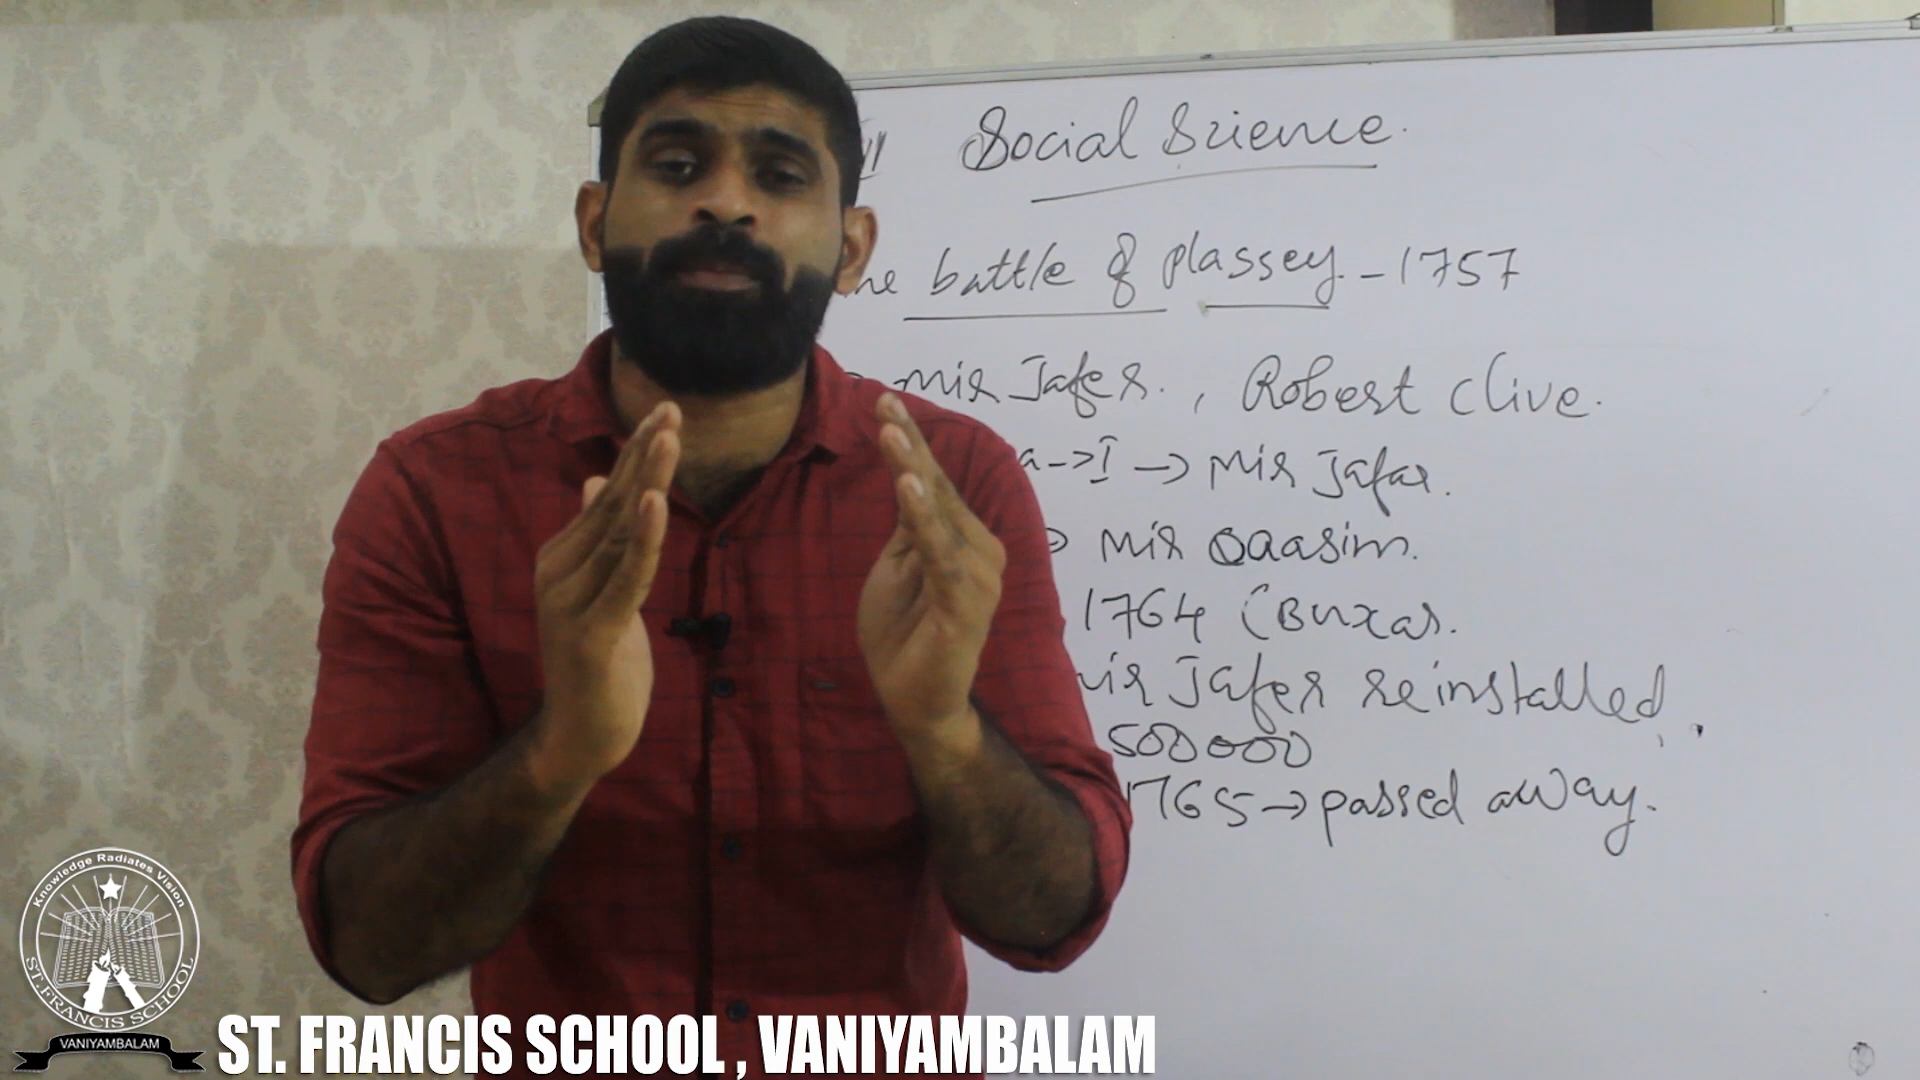 Social Science.
battle of plassey - 1757
Mir Jafer. , Robert Clive.
a->I -> Mir Jafar.
Mir Qaasim.
1764 (Buxar.
Mir Jafer reinstalled.
500000
1765 -> passed away.
Knowledge Radiates Vision
ST. FRANCIS SCHOOL
VANIYAMBALAM
ST. FRANCIS SCHOOL , VANIYAMBALAM